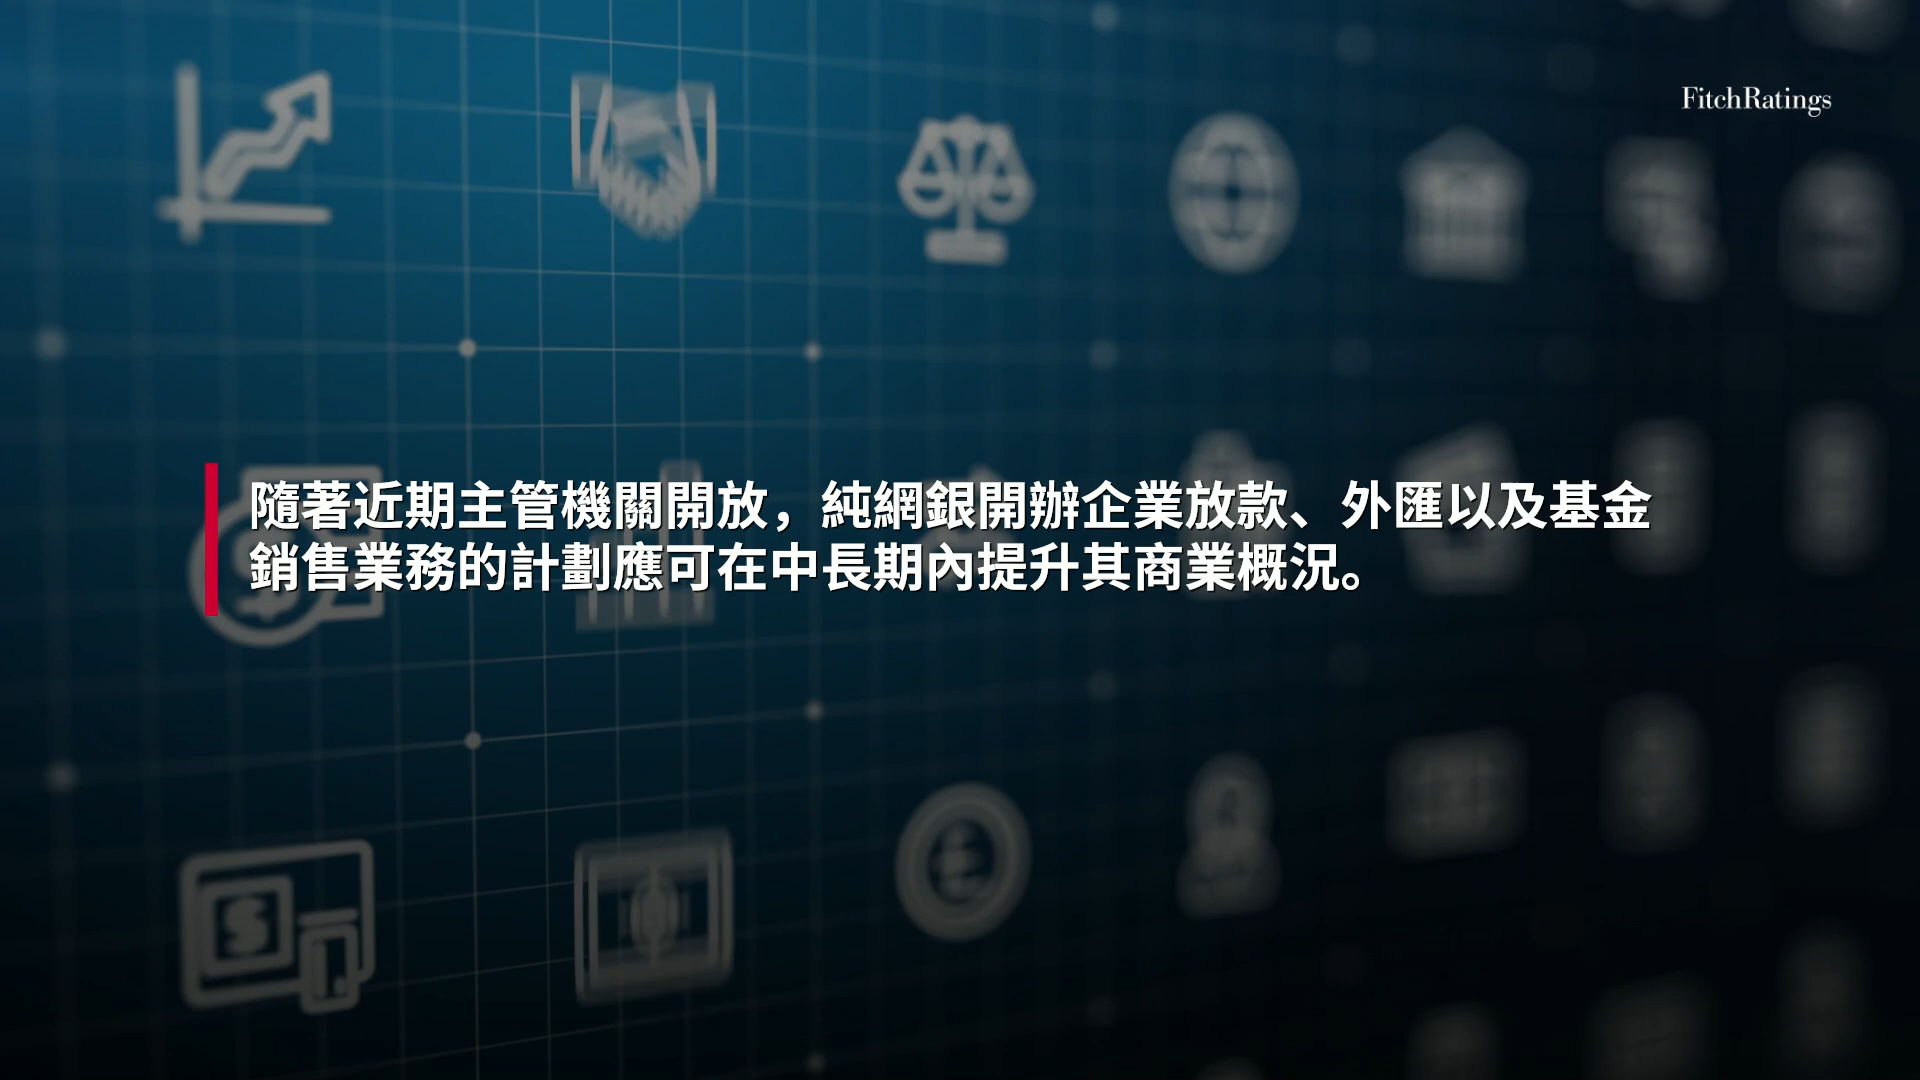 FitchRatings
隨著近期主管機關開放，純網銀開辦企業放款、外匯以及基金
銷售業務的計劃應可在中長期內提升其商業概況。